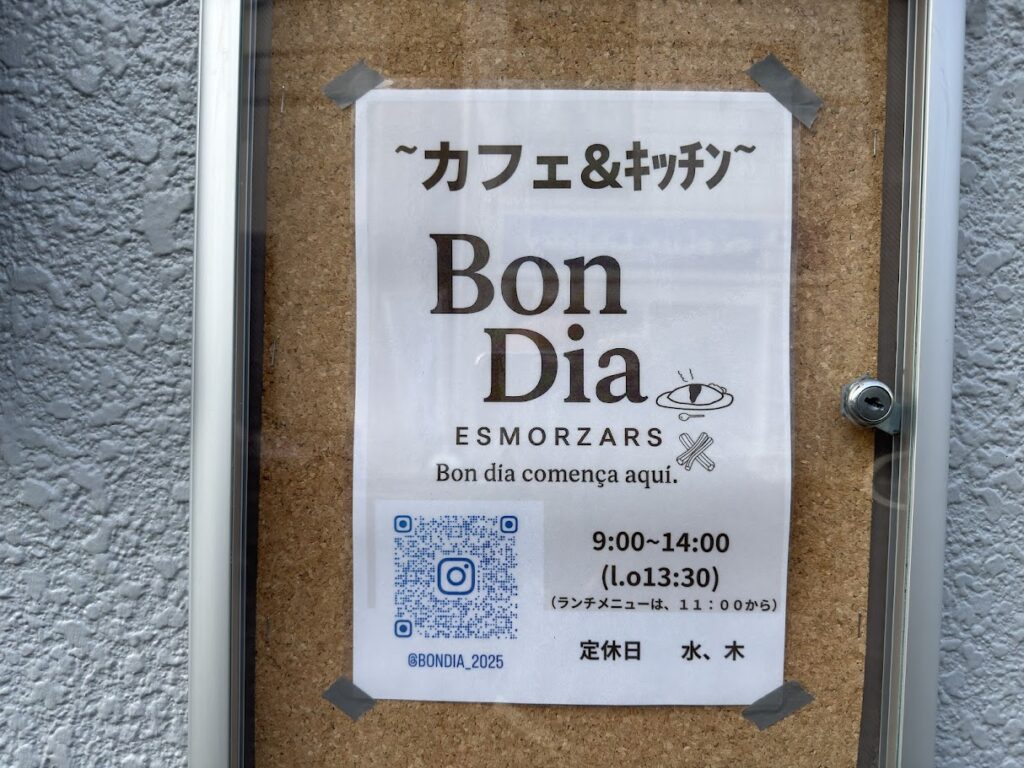 ~カフェ&ｷｯﾁﾝ~
Bon
Dia
ESMORZARS
Bon dia comença aquí.
9:00~14:00
(l.o13:30)
（ランチメニューは、１１：００から）
定休日　水、木
@BONDIA_2025